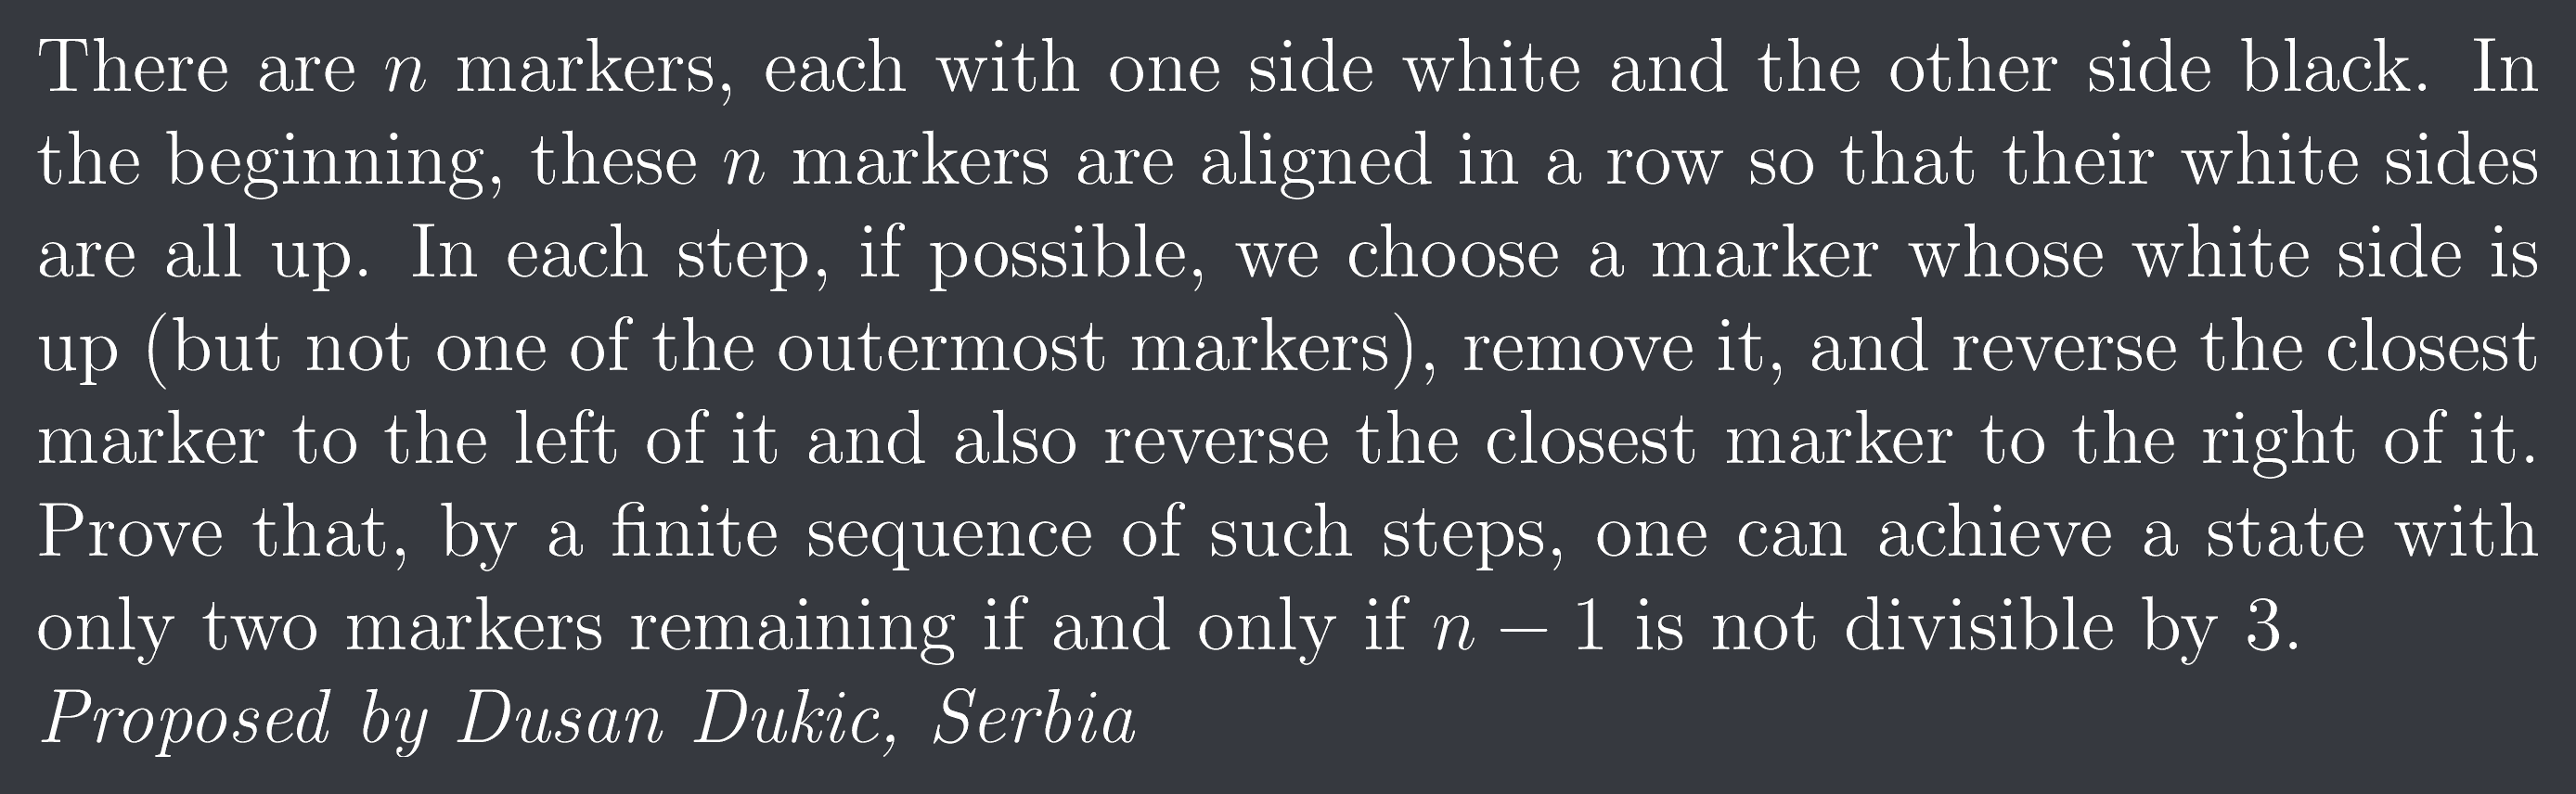 There are n markers, each with one side white and the other side black. In
the beginning, these n markers are aligned in a row so that their white sides
are all up. In each step, if possible, we choose a marker whose white side is
up (but not one of the outermost markers), remove it, and reverse the closest
marker to the left of it and also reverse the closest marker to the right of it.
Prove that, by a finite sequence of such steps, one can achieve a state with
only two markers remaining if and only if n − 1 is not divisible by 3.
Proposed by Dusan Dukic, Serbia